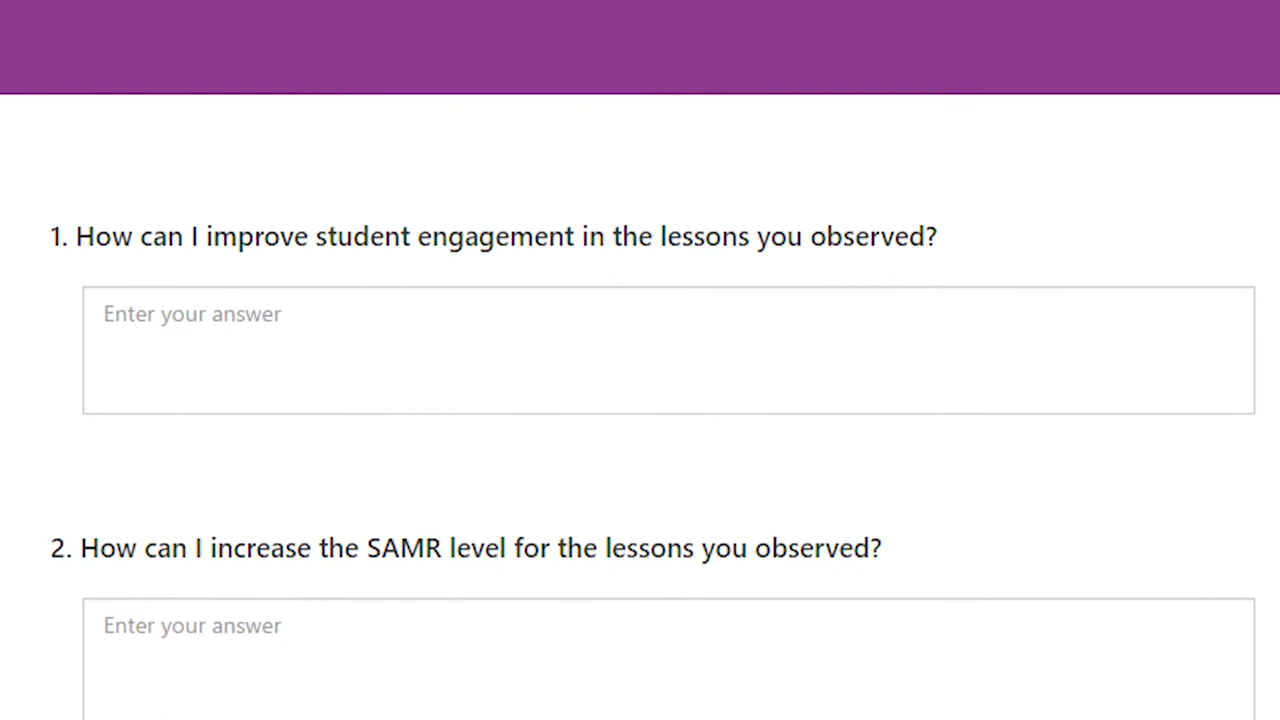 1. How can I improve student engagement in the lessons you observed?
Enter your answer
2. How can I increase the SAMR level for the lessons you observed?
Enter your answer